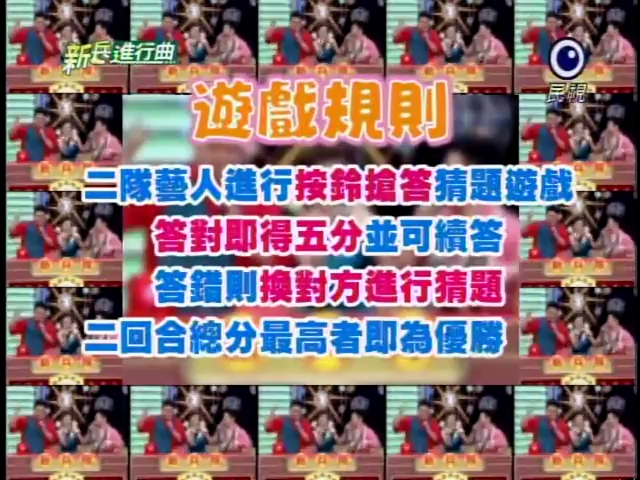 新兵進行曲
民視
遊戲規則
二隊藝人進行按鈴搶答猜題遊戲
答對即得五分並可續答
答錯則換對方進行猜題
二回合總分最高者即為優勝